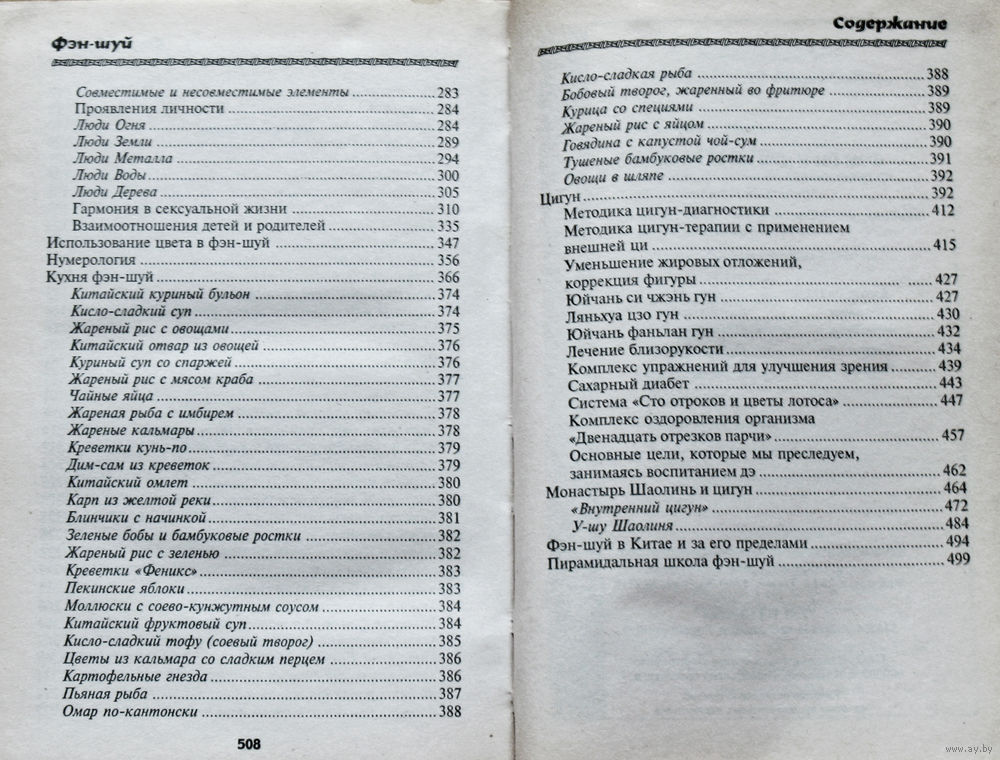 Фэн-шуй
Совместимые и несовместимые элементы ... 283
Проявления личности ... 284
Люди Огня ... 284
Люди Земли ... 289
Люди Металла ... 294
Люди Воды ... 300
Люди Дерева ... 305
Гармония в сексуальной жизни ... 310
Взаимоотношения детей и родителей ... 335
Использование цвета в фэн-шуй ... 347
Нумерология ... 356
Кухня фэн-шуй ... 366
Китайский куриный бульон ... 374
Кисло-сладкий суп ... 374
Жареный рис с овощами ... 375
Китайский отвар из овощей ... 376
Куриный суп со спаржей ... 376
Жареный рис с мясом краба ... 377
Чайные яйца ... 377
Жареная рыба с имбирем ... 378
Жареные кальмары ... 378
Креветки кунь-по ... 379
Дим-сам из креветок ... 379
Китайский омлет ... 380
Карп из желтой реки ... 380
Блинчики с начинкой ... 381
Зеленые бобы и бамбуковые ростки ... 382
Жареный рис с зеленью ... 382
Креветки «Феникс» ... 383
Пекинские яблоки ... 383
Моллюски с соево-кунжутным соусом ... 384
Китайский фруктовый суп ... 384
Кисло-сладкий тофу (соевый творог) ... 385
Цветы из кальмара со сладким перцем ... 386
Картофельные гнезда ... 386
Пьяная рыба ... 387
Омар по-кантонски ... 388
508
Содержание
Кисло-сладкая рыба ... 388
Бобовый творог, жаренный во фритюре ... 389
Курица со специями ... 389
Жареный рис с яйцом ... 390
Говядина с капустой чой-сум ... 390
Тушеные бамбуковые ростки ... 391
Овощи в шляпе ... 392
Цигун ... 392
Методика цигун-диагностики ... 412
Методика цигун-терапии с применением
внешней ци ... 415
Уменьшение жировых отложений,
коррекция фигуры ... 427
Юйчань си чжэнь гун ... 427
Ляньхуа цзо гун ... 430
Юйчань фаньлан гун ... 432
Лечение близорукости ... 434
Комплекс упражнений для улучшения зрения ... 439
Сахарный диабет ... 443
Система «Сто отроков и цветы лотоса» ... 447
Комплекс оздоровления организма
«Двенадцать отрезков парчи» ... 457
Основные цели, которые мы преследуем,
занимаясь воспитанием дэ ... 462
Монастырь Шаолинь и цигун ... 464
«Внутренний цигун» ... 472
У-шу Шаолиня ... 484
Фэн-шуй в Китае и за его пределами ... 494
Пирамидальная школа фэн-шуй ... 499
www.ay.by